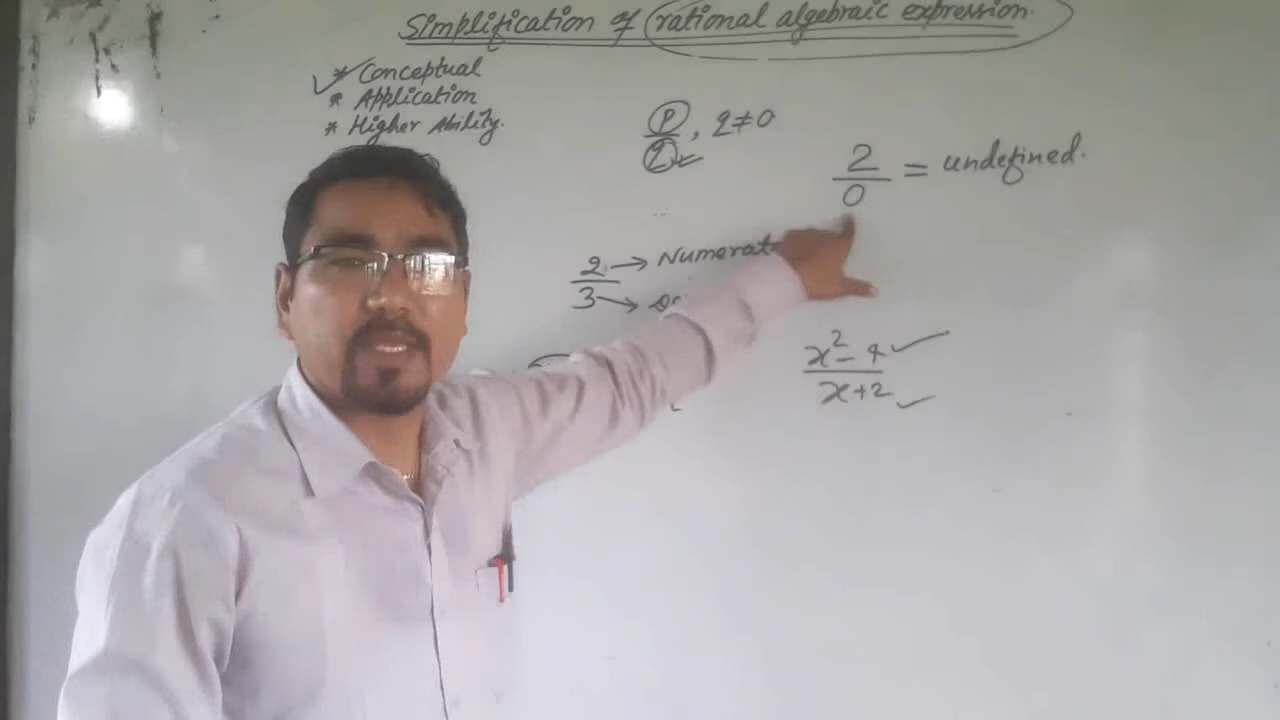 Simplification of rational algebraic expression.
* Conceptual
* Application
* Higher Ability.
P/q, q≠0
2/0 = undefined.
2 → Numerat
3 →
x²-4
x+2